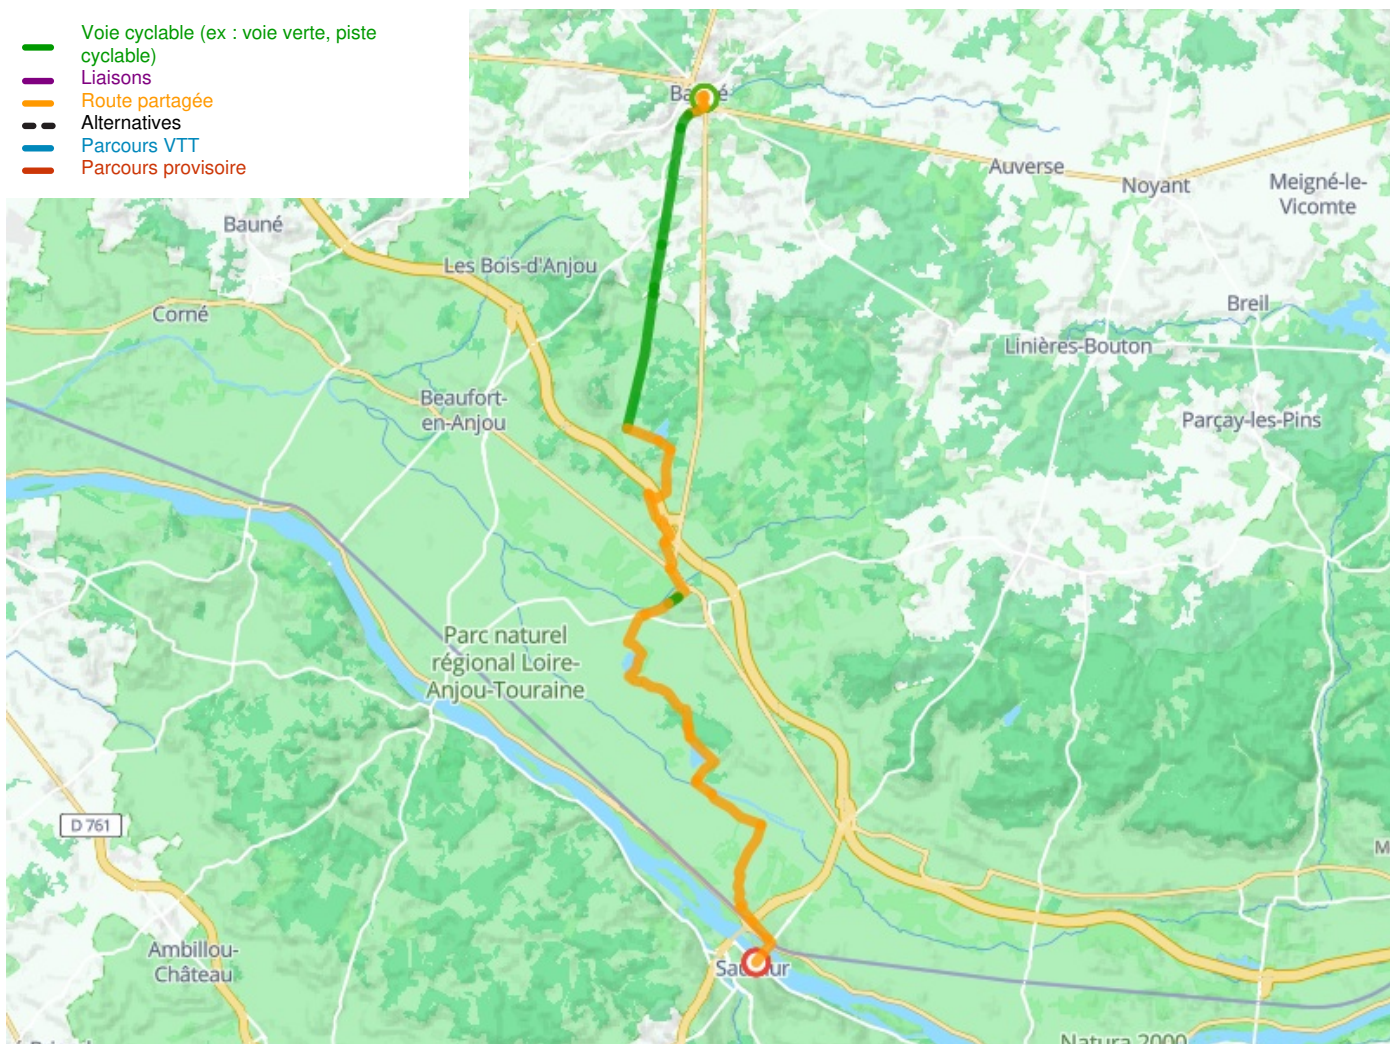 Voie cyclable (ex : voie verte, piste
cyclable)
Liaisons
Route partagée
Alternatives
Parcours VTT
Parcours provisoire
Auverse
Noyant
Meigné-le-
Vicomte
Bauné
Les Bois-d'Anjou
Corné
Breil
Linières-Bouton
Beaufort-
en-Anjou
Parçay-les-Pins
Parc naturel
régional Loire-
Anjou-Touraine
D 761
Ambillou-
Château
Natura 2000